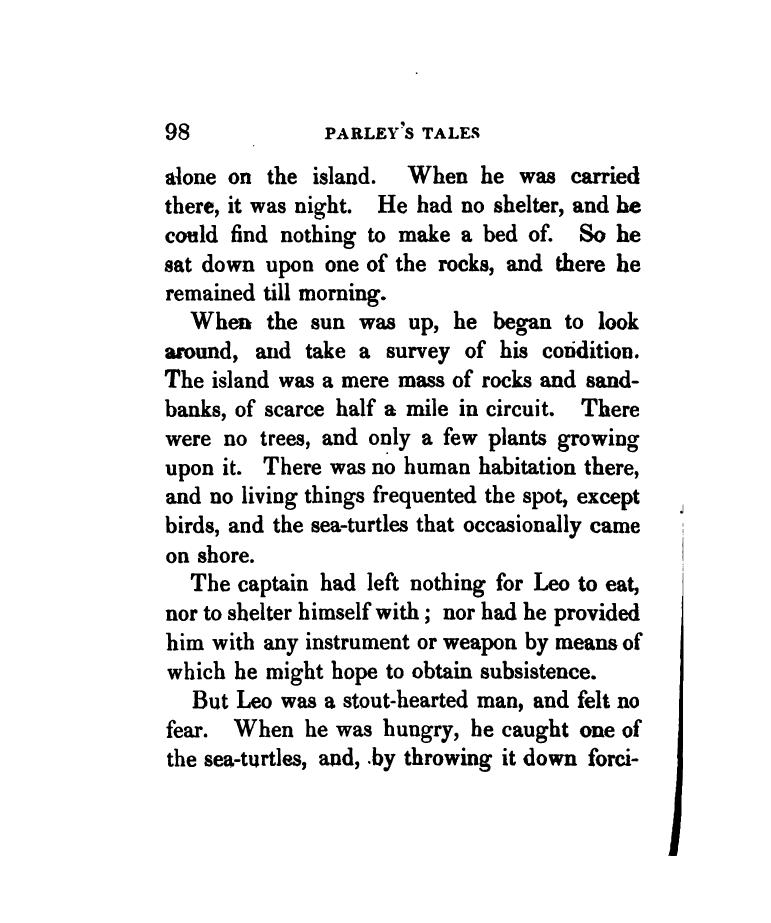 98 PARLEY'S TALES
alone on the island. When he was carried
there, it was night. He had no shelter, and he
could find nothing to make a bed of. So he
sat down upon one of the rocks, and there he
remained till morning.
When the sun was up, he began to look
around, and take a survey of his condition.
The island was a mere mass of rocks and sand-
banks, of scarce half a mile in circuit. There
were no trees, and only a few plants growing
upon it. There was no human habitation there,
and no living things frequented the spot, except
birds, and the sea-turtles that occasionally came
on shore.
The captain had left nothing for Leo to eat,
nor to shelter himself with ; nor had he provided
him with any instrument or weapon by means of
which he might hope to obtain subsistence.
But Leo was a stout-hearted man, and felt no
fear. When he was hungry, he caught one of
the sea-turtles, and, by throwing it down forci-